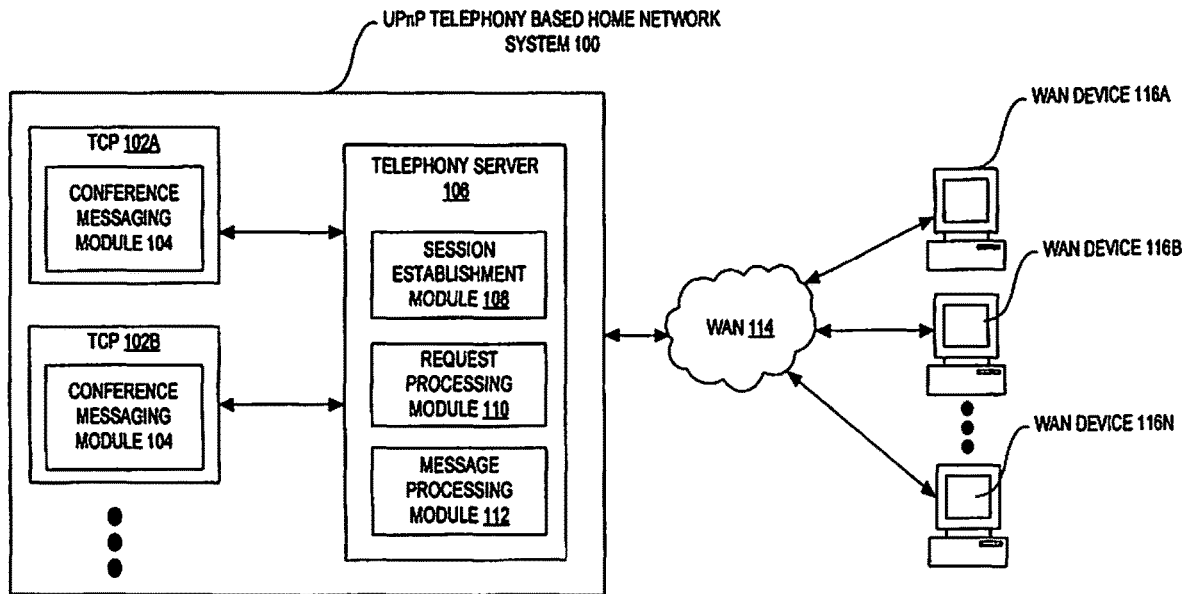 UPnP TELEPHONY BASED HOME NETWORK
SYSTEM 100
TCP 102A
CONFERENCE
MESSAGING
MODULE 104
TCP 102B
CONFERENCE
MESSAGING
MODULE 104
TELEPHONY SERVER
106
SESSION
ESTABLISHMENT
MODULE 108
REQUEST
PROCESSING
MODULE 110
MESSAGE
PROCESSING
MODULE 112
WAN 114
WAN DEVICE 116A
WAN DEVICE 116B
WAN DEVICE 116N